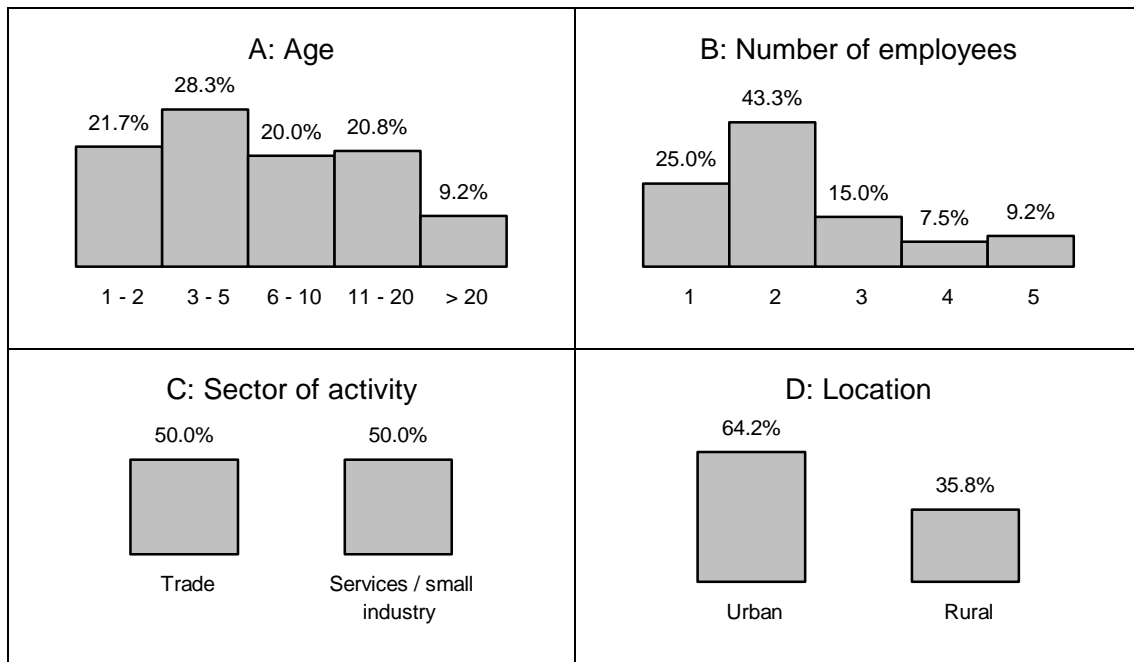 A: Age
28.3%
21.7%
20.0%
20.8%
9.2%
1 - 2
3 - 5
6 - 10
11 - 20
> 20
B: Number of employees
43.3%
25.0%
15.0%
7.5%
9.2%
1
2
3
4
5
C: Sector of activity
50.0%
50.0%
Trade
Services / small
industry
D: Location
64.2%
35.8%
Urban
Rural